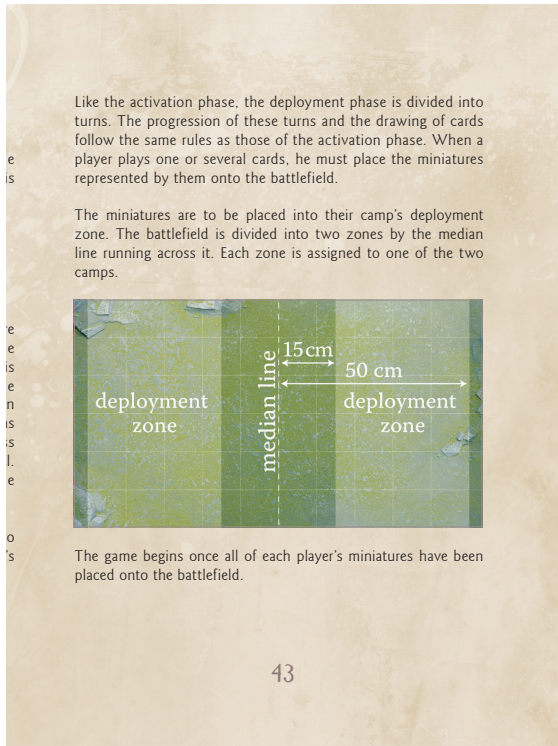 Like the activation phase, the deployment phase is divided into
turns. The progression of these turns and the drawing of cards
follow the same rules as those of the activation phase. When a
player plays one or several cards, he must place the miniatures
represented by them onto the battlefield.
The miniatures are to be placed into their camp's deployment
zone. The battlefield is divided into two zones by the median
line running across it. Each zone is assigned to one of the two
camps.
15cm
50 cm
median line
deployment
zone
deployment
zone
The game begins once all of each player's miniatures have been
placed onto the battlefield.
43